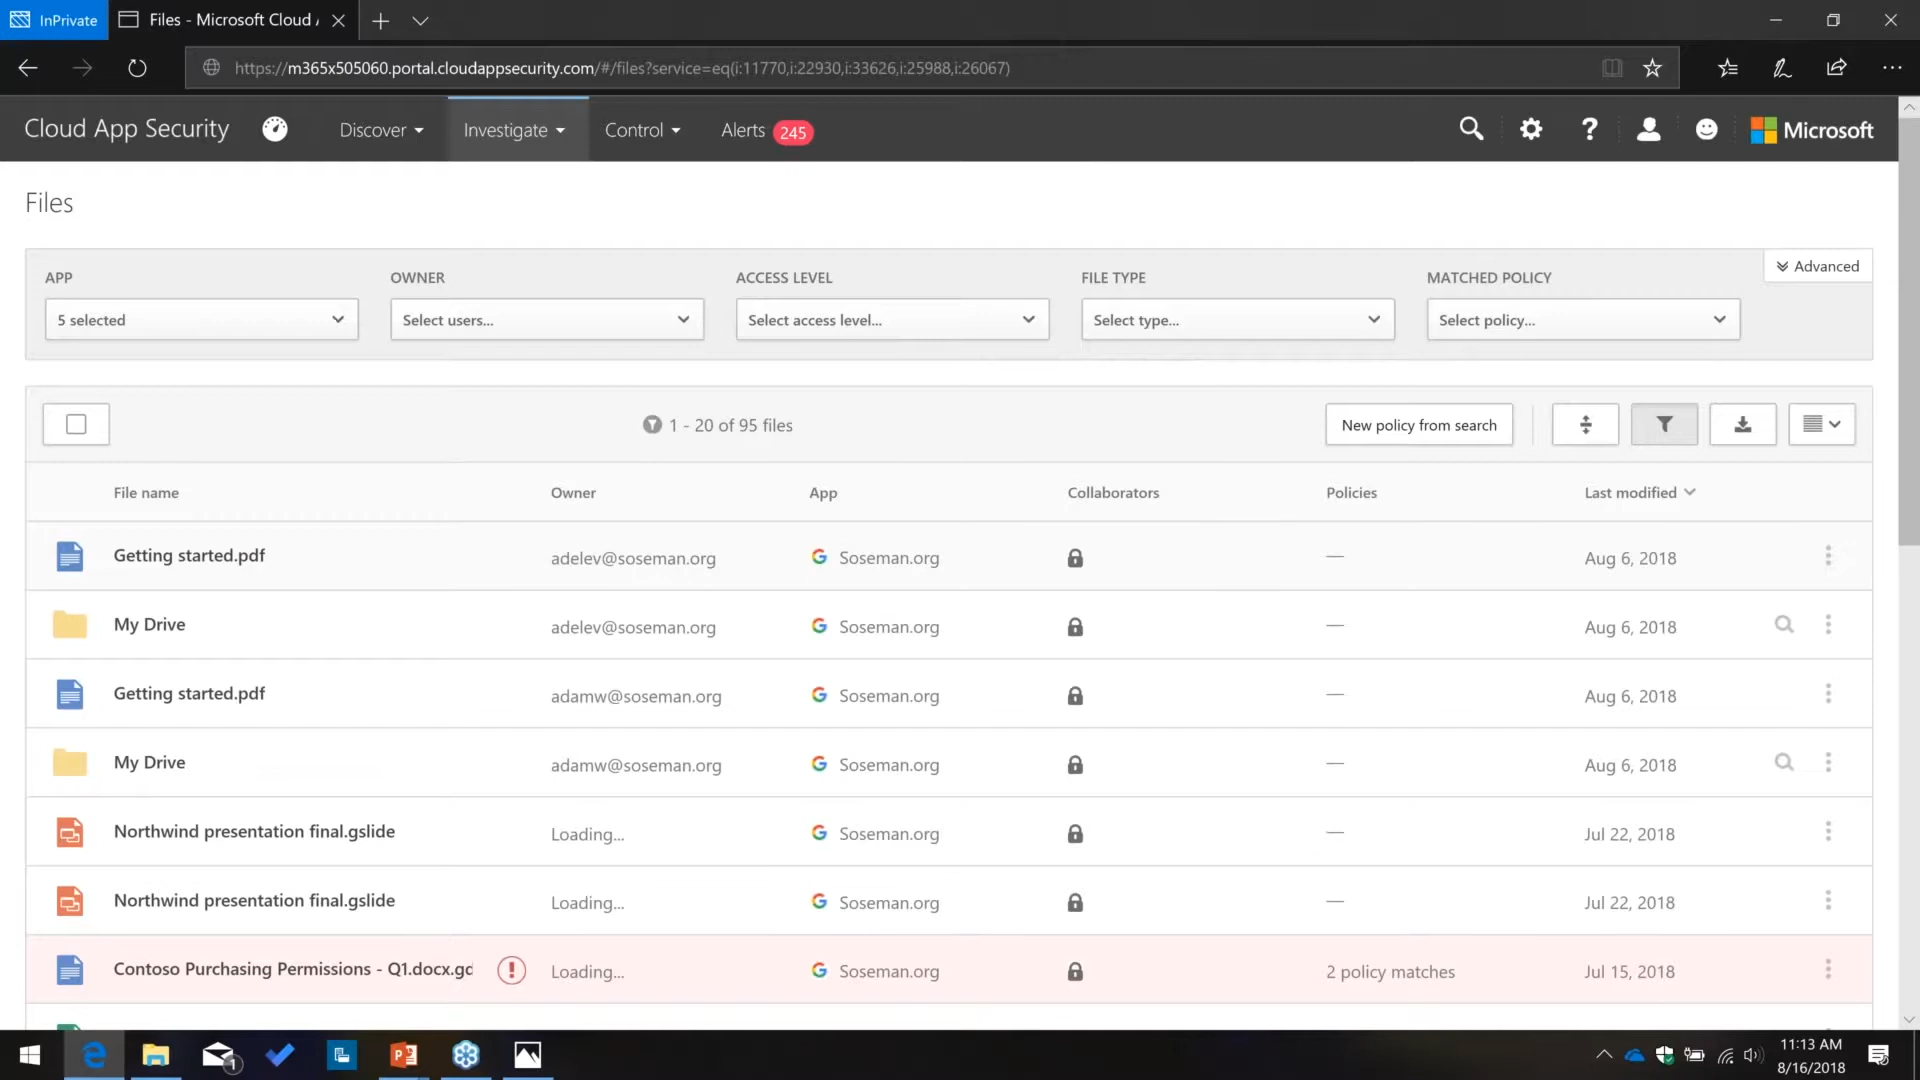 InPrivate
Files - Microsoft Cloud A
https://m365x505060.portal.cloudappsecurity.com/#/files?service=eq(i:11770,i:22930,i:33626,i:25988,i:26067)
Cloud App Security
Discover
Investigate
Control
Alerts 245
Microsoft
Files
Advanced
APP OWNER ACCESS LEVEL FILE TYPE MATCHED POLICY
5 selected Select users... Select access level... Select type... Select policy...
1 - 20 of 95 files
New policy from search
File name Owner App Collaborators Policies Last modified
Getting started.pdf adelev@soseman.org Soseman.org — Aug 6, 2018
My Drive adelev@soseman.org Soseman.org — Aug 6, 2018
Getting started.pdf adamw@soseman.org Soseman.org — Aug 6, 2018
My Drive adamw@soseman.org Soseman.org — Aug 6, 2018
Northwind presentation final.gslide Loading... Soseman.org — Jul 22, 2018
Northwind presentation final.gslide Loading... Soseman.org — Jul 22, 2018
Contoso Purchasing Permissions - Q1.docx.gd Loading... Soseman.org 2 policy matches Jul 15, 2018
1
11:13 AM
8/16/2018